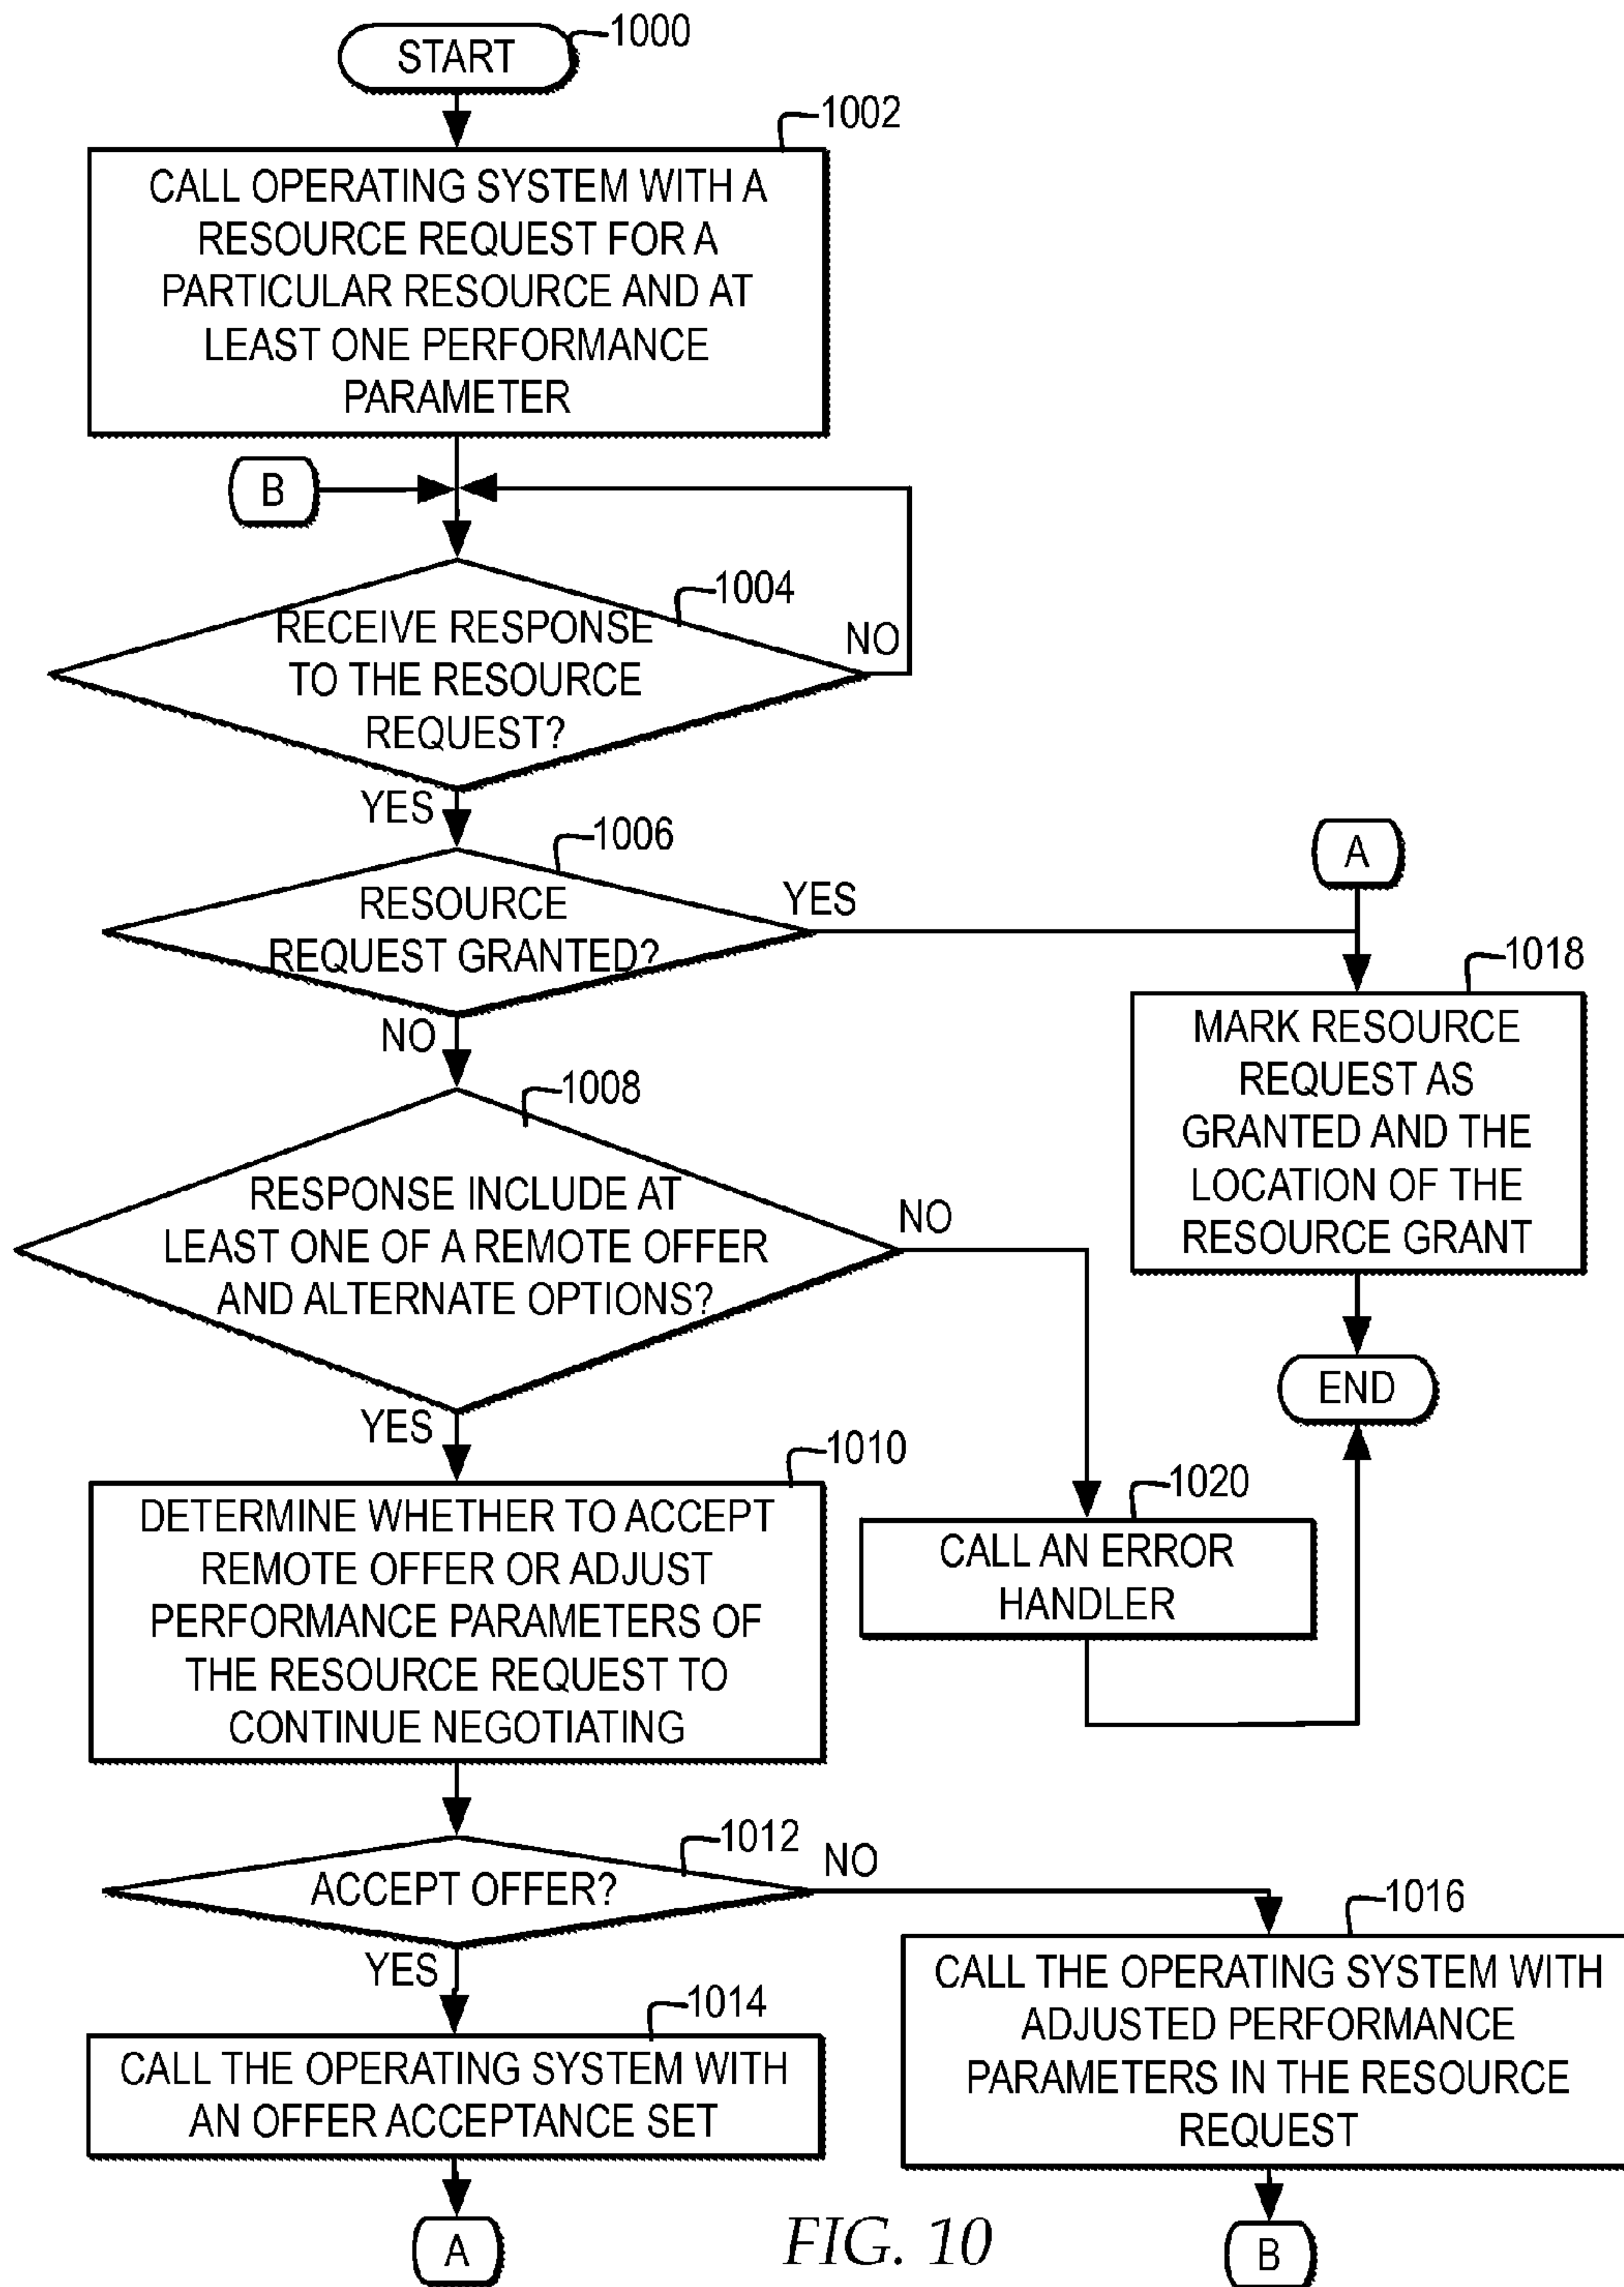 START
1000
1002
CALL OPERATING SYSTEM WITH A
RESOURCE REQUEST FOR A
PARTICULAR RESOURCE AND AT
LEAST ONE PERFORMANCE
PARAMETER
B
1004
RECEIVE RESPONSE
TO THE RESOURCE
REQUEST?
NO
YES
1006
RESOURCE
REQUEST GRANTED?
YES
NO
A
1018
MARK RESOURCE
REQUEST AS
GRANTED AND THE
LOCATION OF THE
RESOURCE GRANT
END
1008
RESPONSE INCLUDE AT
LEAST ONE OF A REMOTE OFFER
AND ALTERNATE OPTIONS?
NO
YES
1010
DETERMINE WHETHER TO ACCEPT
REMOTE OFFER OR ADJUST
PERFORMANCE PARAMETERS OF
THE RESOURCE REQUEST TO
CONTINUE NEGOTIATING
1020
CALL AN ERROR
HANDLER
1012
ACCEPT OFFER?
NO
YES
1014
CALL THE OPERATING SYSTEM WITH
AN OFFER ACCEPTANCE SET
A
1016
CALL THE OPERATING SYSTEM WITH
ADJUSTED PERFORMANCE
PARAMETERS IN THE RESOURCE
REQUEST
B
FIG. 10